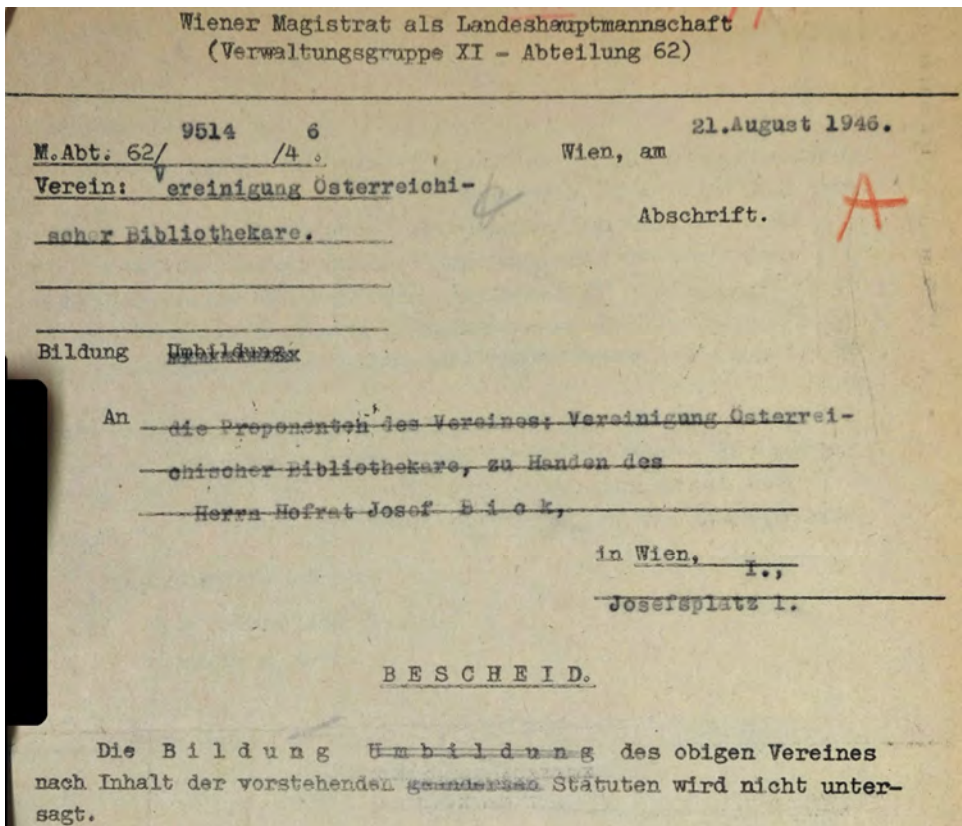 Wiener Magistrat als Landeshauptmannschaft
(Verwaltungsgruppe XI - Abteilung 62)
21.August 1946.
9514 6
M.Abt. 62/ /4 .
Wien, am
Verein: Vereinigung Österreichi-
scher Bibliothekare.
Abschrift.
A
Bildung Umbildung
An die Proponenten des Vereines: Vereinigung Österrei-
chischer Bibliothekare, zu Handen des
Herrn Hofrat Josef B i c k,
in Wien, I.,
Josefsplatz 1.
B E S C H E I D.
Die B i l d u n g U m b i l d u n g des obigen Vereines
nach Inhalt der vorstehenden geänderten Statuten wird nicht unter-
sagt.